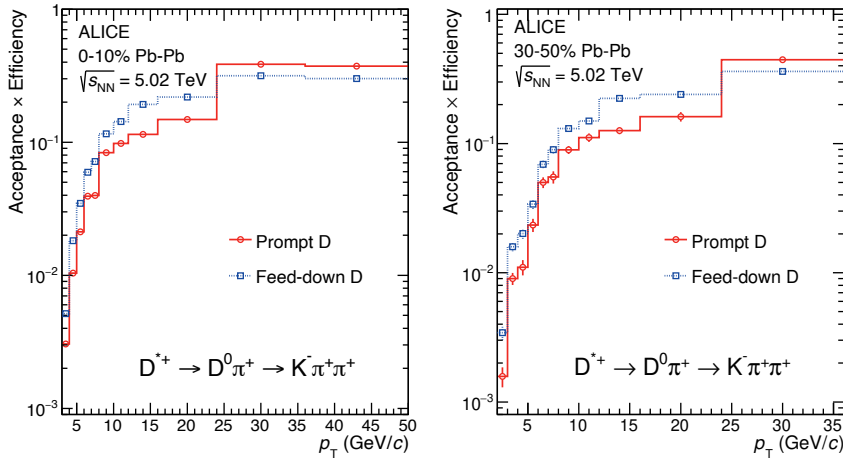 Acceptance × Efficiency
1
10⁻¹
10⁻²
10⁻³
ALICE
0-10% Pb-Pb
√sNN = 5.02 TeV
Prompt D
Feed-down D
D*+ → D⁰π⁺ → K⁻π⁺π⁺
5 10 15 20 25 30 35 40 45 50
pT (GeV/c)
Acceptance × Efficiency
1
10⁻¹
10⁻²
10⁻³
ALICE
30-50% Pb-Pb
√sNN = 5.02 TeV
Prompt D
Feed-down D
D*+ → D⁰π⁺ → K⁻π⁺π⁺
5 10 15 20 25 30 35
pT (GeV/c)